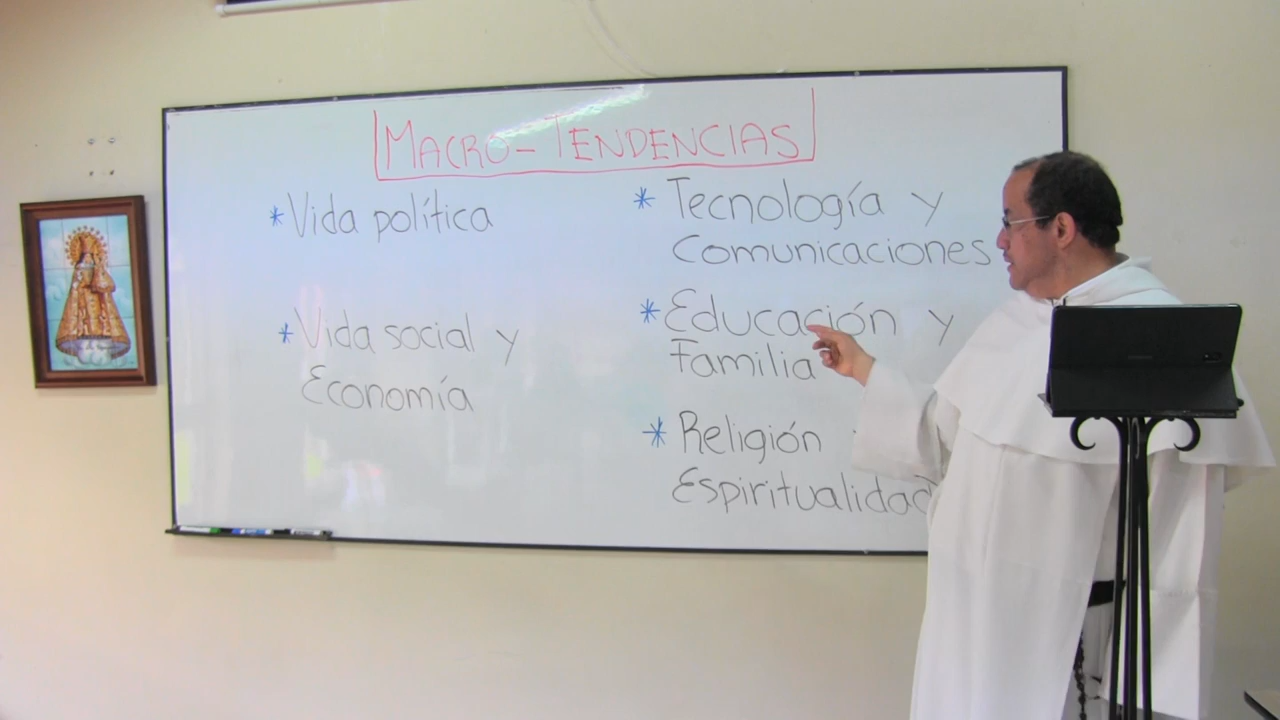 MACRO-TENDENCIAS
*Vida política
*Vida social y
Economía
* Tecnología y
Comunicaciones
*Educación y
Familia
*Religión
Espiritualidad